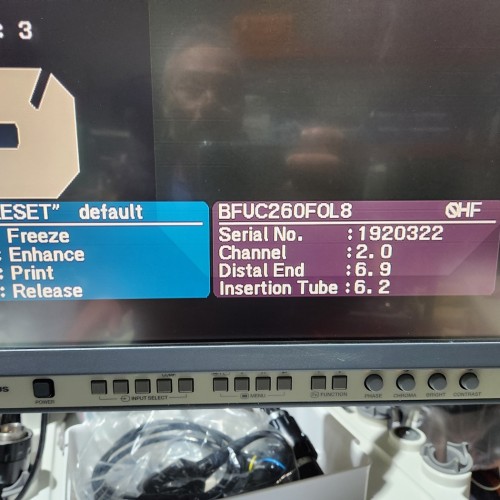 : 3
ESET" default
Freeze
: Enhance
: Print
: Release
BFUC260FOL8 HF
Serial No. :1920322
Channel :2.0
Distal End :6.9
Insertion Tube :6.2
POWER
INPUT SELECT
MENU
FUNCTION
PHASE CHROMA BRIGHT CONTRAST